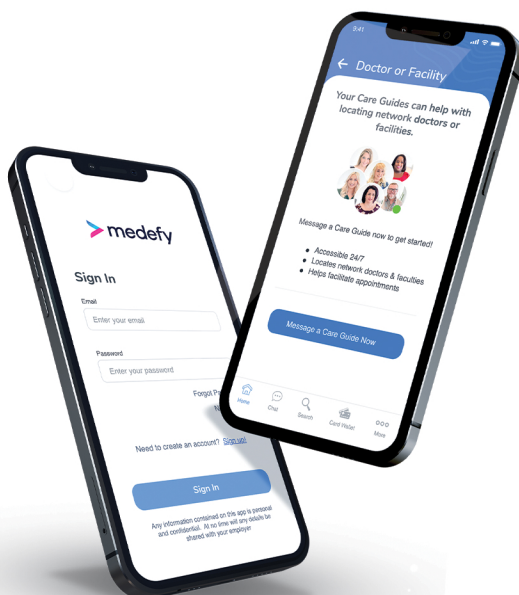 medefy
Sign In
Email
Enter your email
Password
Enter your password
Forgot
Need to create an account? Sign up!
Sign In
Any information contained on this app is personal
and confidential. At no time will any details be
shared with your employer
9:41
Doctor or Facility
Your Care Guides can help with
locating network doctors or
facilities.
Message a Care Guide now to get started!
Accessible 24/7
Locates network doctors & faculties
Helps facilitate appointments
Message a Care Guide Now
Home
Chat
Search
Card Wallet
More